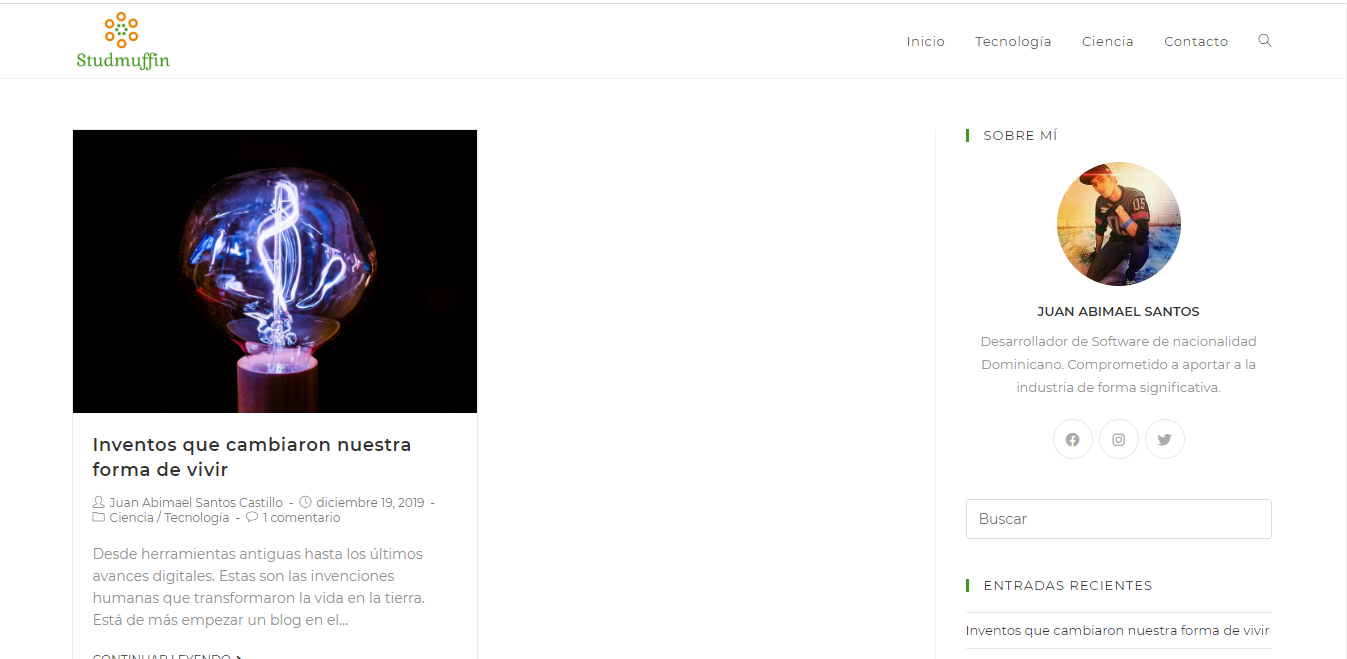 Studmuffin
Inicio Tecnología Ciencia Contacto
Inventos que cambiaron nuestra
forma de vivir
Juan Abimael Santos Castillo - diciembre 19, 2019 -
Ciencia / Tecnología - 1 comentario
Desde herramientas antiguas hasta los últimos
avances digitales. Estas son las invenciones
humanas que transformaron la vida en la tierra.
Está de más empezar un blog en el...
CONTINUAR LEYENDO
SOBRE MÍ
05
JUAN ABIMAEL SANTOS
Desarrollador de Software de nacionalidad
Dominicano. Comprometido a aportar a la
industria de forma significativa.
Buscar
ENTRADAS RECIENTES
Inventos que cambiaron nuestra forma de vivir